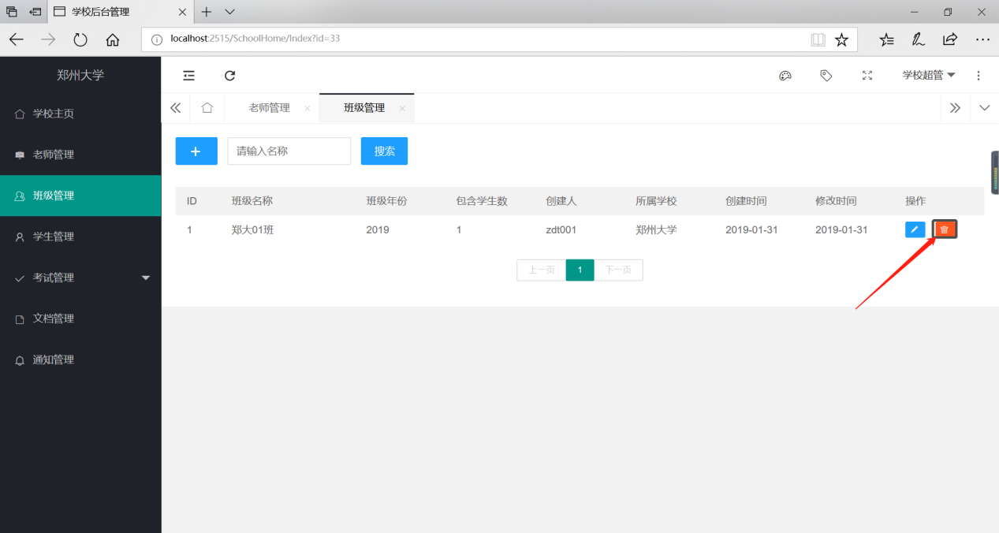 学校后台管理
localhost:2515/SchoolHome/Index?id=33
郑州大学
学校超管
学校主页
老师管理
班级管理
学生管理
考试管理
文档管理
通知管理
老师管理 班级管理
+ 请输入名称 搜索
ID 班级名称 班级年份 包含学生数 创建人 所属学校 创建时间 修改时间 操作
1 郑大01班 2019 1 zdt001 郑州大学 2019-01-31 2019-01-31
上一页 1 下一页